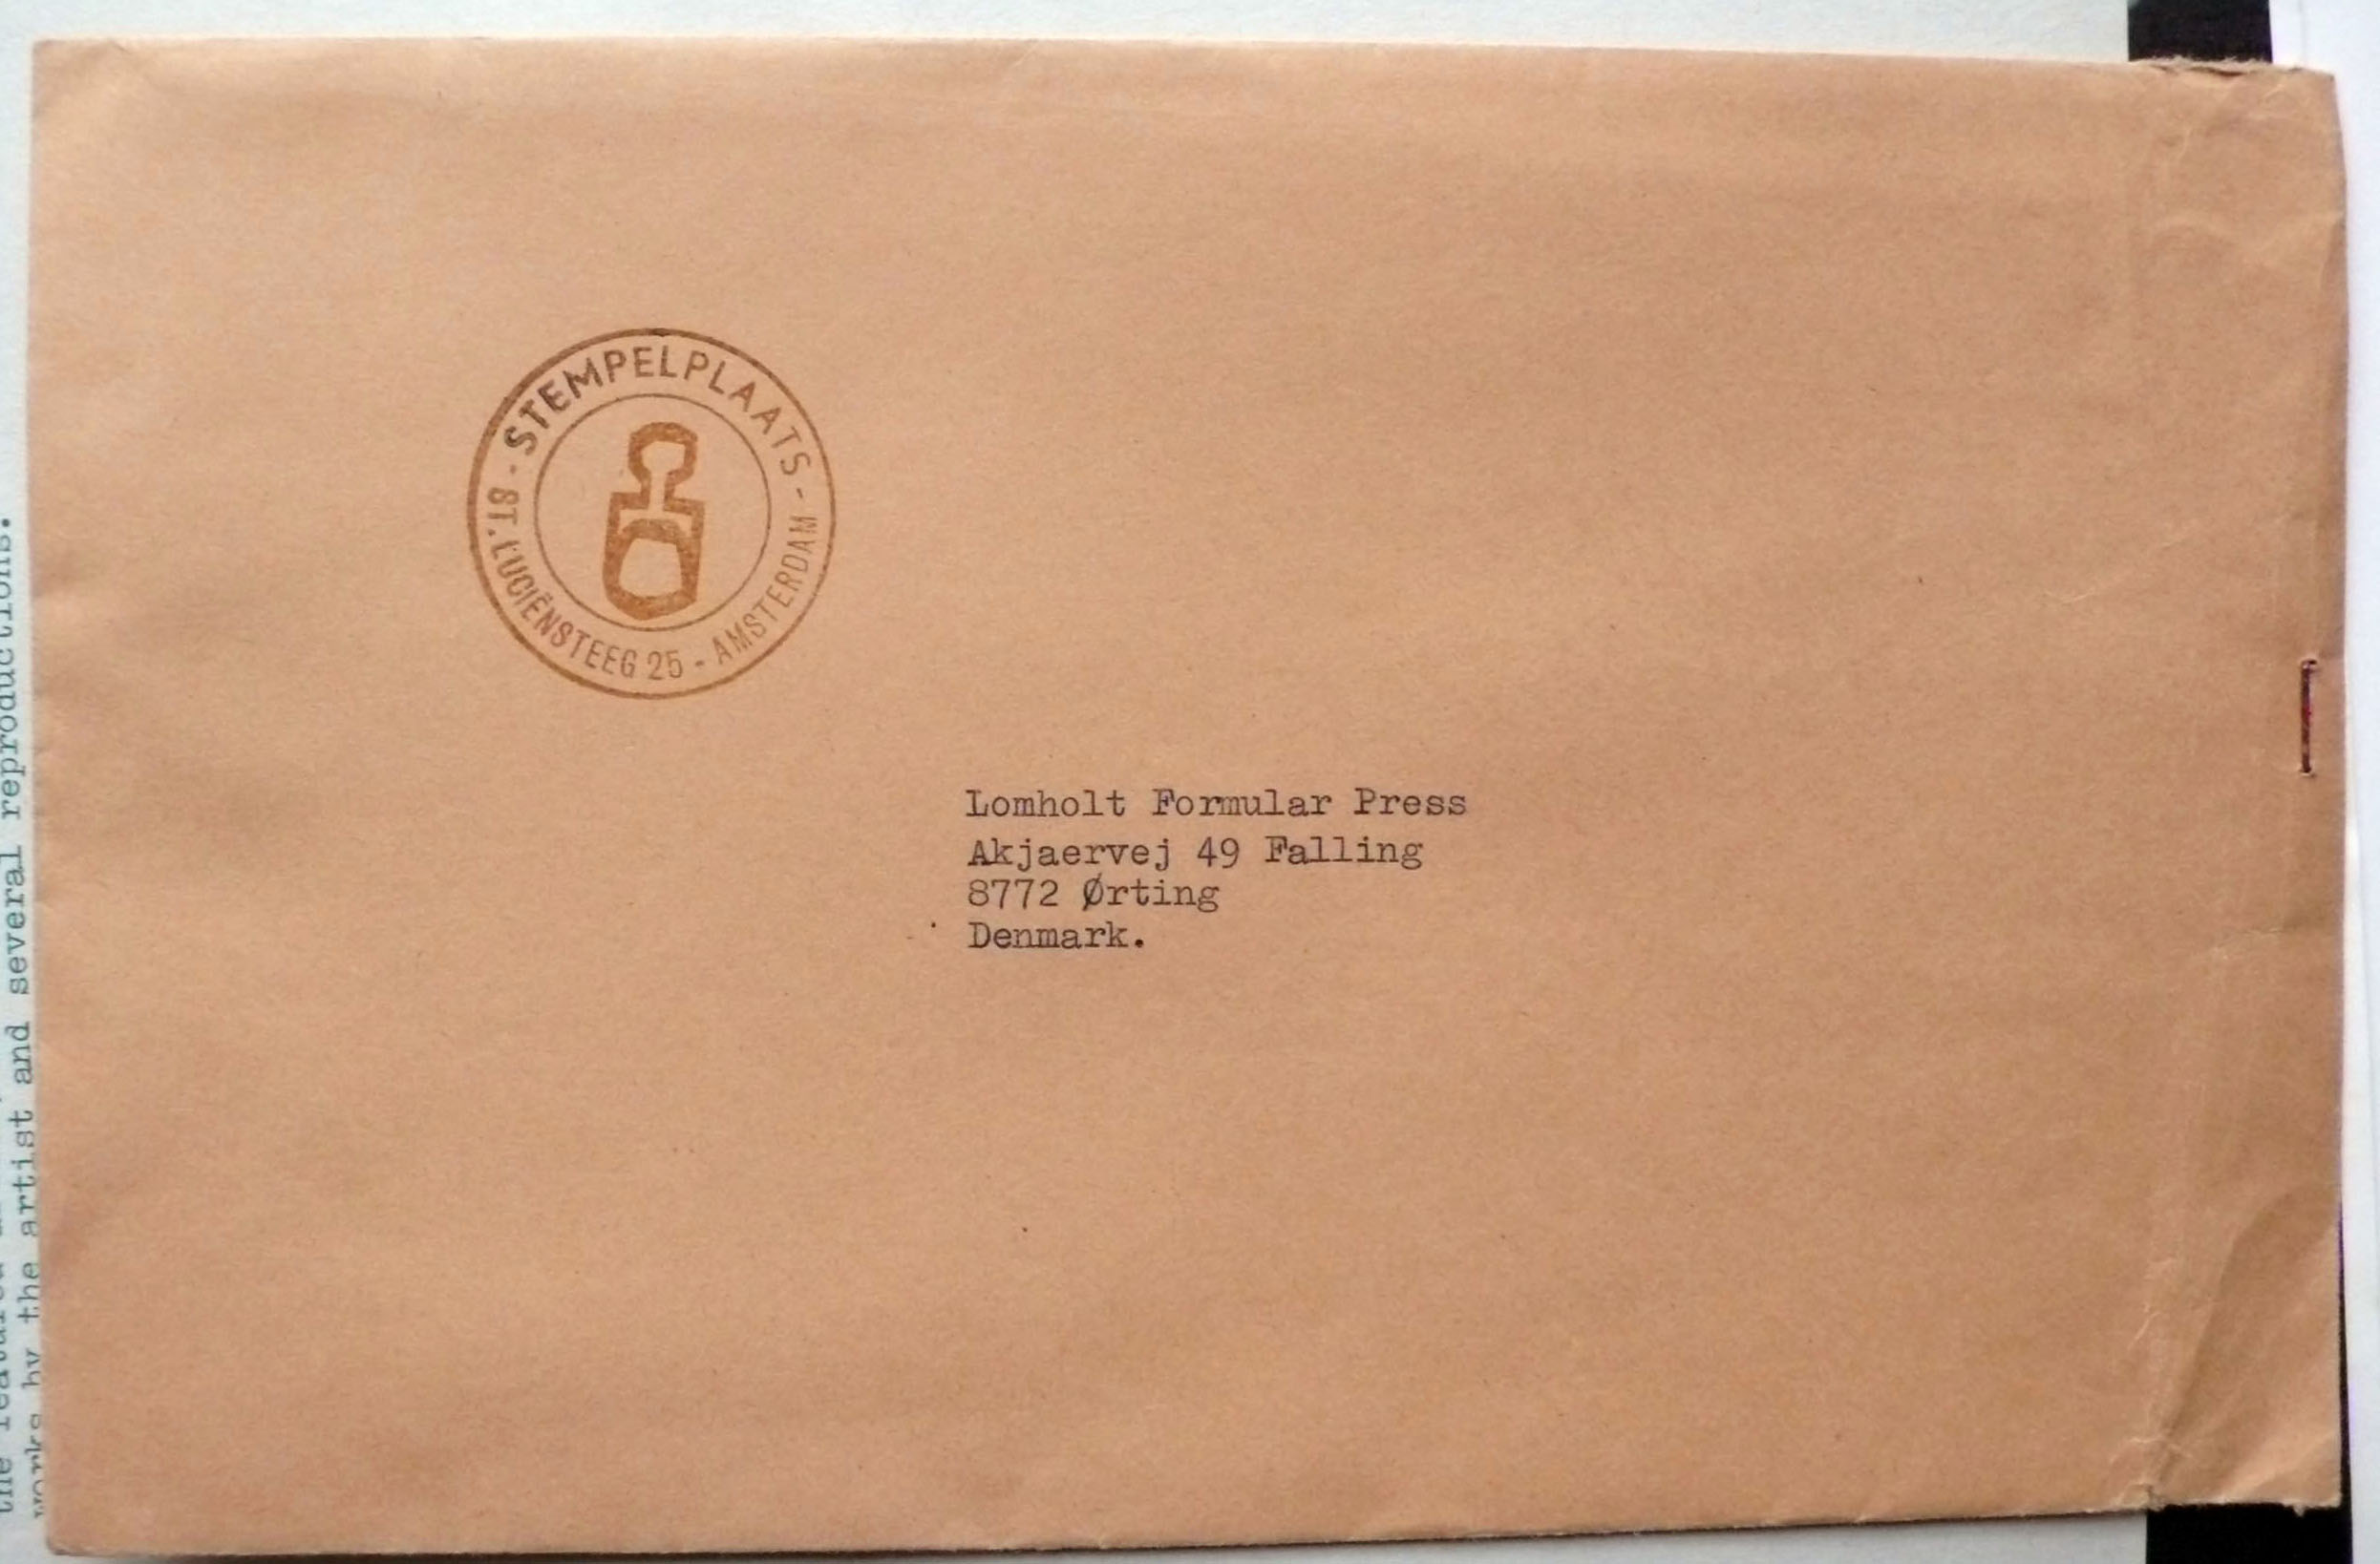 - STEMPELPLAATS -
ST. LUCIËNSTEEG 25 - AMSTERDAM
Lomholt Formular Press
Akjaervej 49 Falling
8772 Ørting
Denmark.
works by the artist and several reproductions.